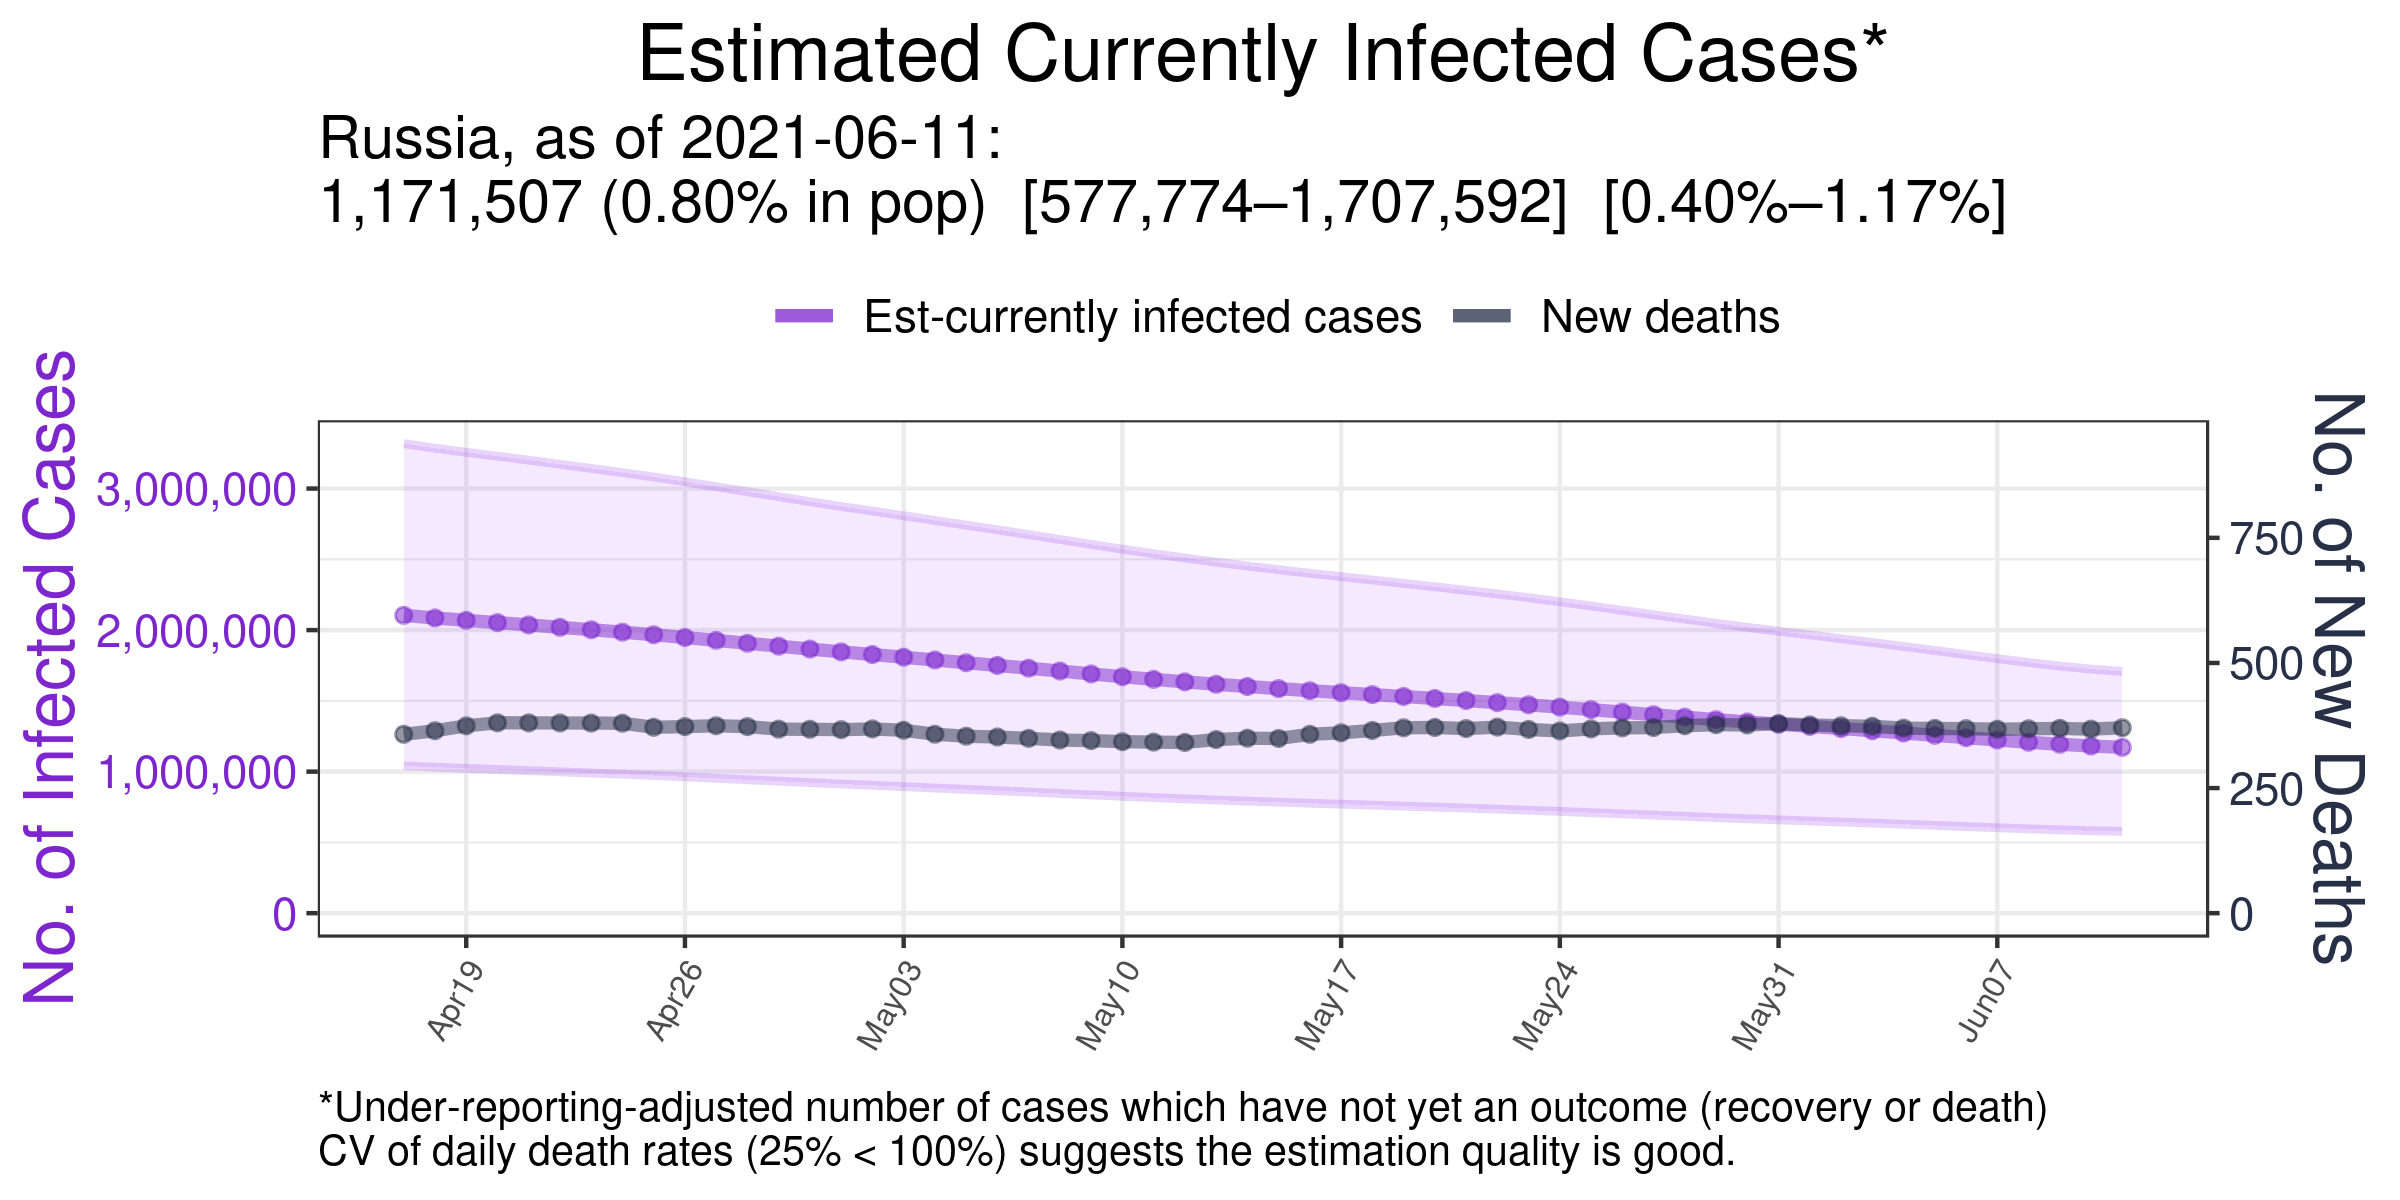 Estimated Currently Infected Cases*
Russia, as of 2021-06-11:
1,171,507 (0.80% in pop) [577,774–1,707,592] [0.40%–1.17%]
Est-currently infected cases
New deaths
No. of Infected Cases
3,000,000
2,000,000
1,000,000
0
750
500
250
0
No. of New Deaths
Apr19
Apr26
May03
May10
May17
May24
May31
Jun07
*Under-reporting-adjusted number of cases which have not yet an outcome (recovery or death)
CV of daily death rates (25% < 100%) suggests the estimation quality is good.